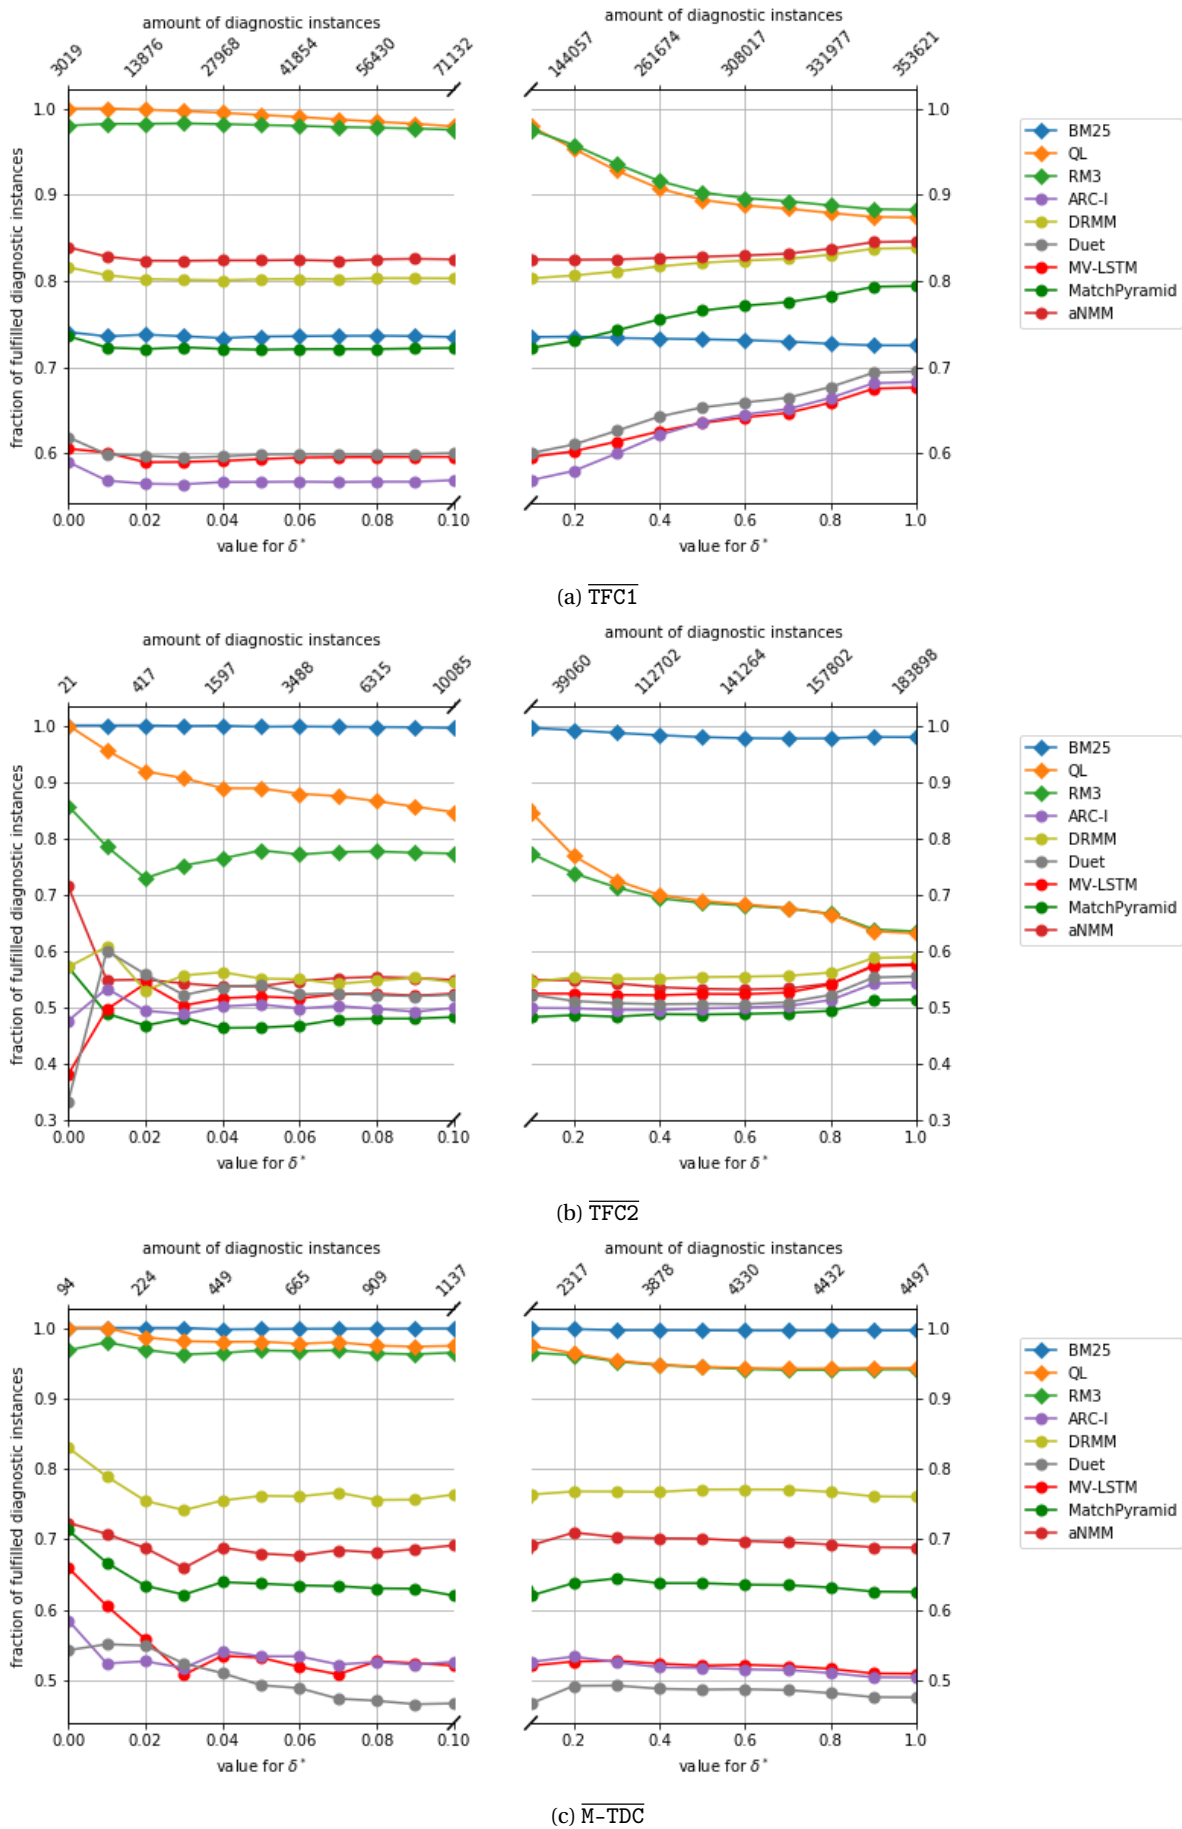 amount of diagnostic instances
amount of diagnostic instances
3019 13876 27968 41854 56430 71132
144057 261674 308017 331977 353621
fraction of fulfilled diagnostic instances
1.0 0.9 0.8 0.7 0.6
1.0 0.9 0.8 0.7 0.6
0.00 0.02 0.04 0.06 0.08 0.10
0.2 0.4 0.6 0.8 1.0
value for δ*
value for δ*
BM25
QL
RM3
ARC-I
DRMM
Duet
MV-LSTM
MatchPyramid
aNMM
(a) TFC1
amount of diagnostic instances
amount of diagnostic instances
21 417 1597 3488 6315 10085
39060 112702 141264 157802 183898
fraction of fulfilled diagnostic instances
1.0 0.9 0.8 0.7 0.6 0.5 0.4 0.3
1.0 0.9 0.8 0.7 0.6 0.5 0.4 0.3
0.00 0.02 0.04 0.06 0.08 0.10
0.2 0.4 0.6 0.8 1.0
value for δ*
value for δ*
BM25
QL
RM3
ARC-I
DRMM
Duet
MV-LSTM
MatchPyramid
aNMM
(b) TFC2
amount of diagnostic instances
amount of diagnostic instances
94 224 449 665 909 1137
2317 3878 4330 4432 4497
fraction of fulfilled diagnostic instances
1.0 0.9 0.8 0.7 0.6 0.5
1.0 0.9 0.8 0.7 0.6 0.5
0.00 0.02 0.04 0.06 0.08 0.10
0.2 0.4 0.6 0.8 1.0
value for δ*
value for δ*
BM25
QL
RM3
ARC-I
DRMM
Duet
MV-LSTM
MatchPyramid
aNMM
(c) M-TDC